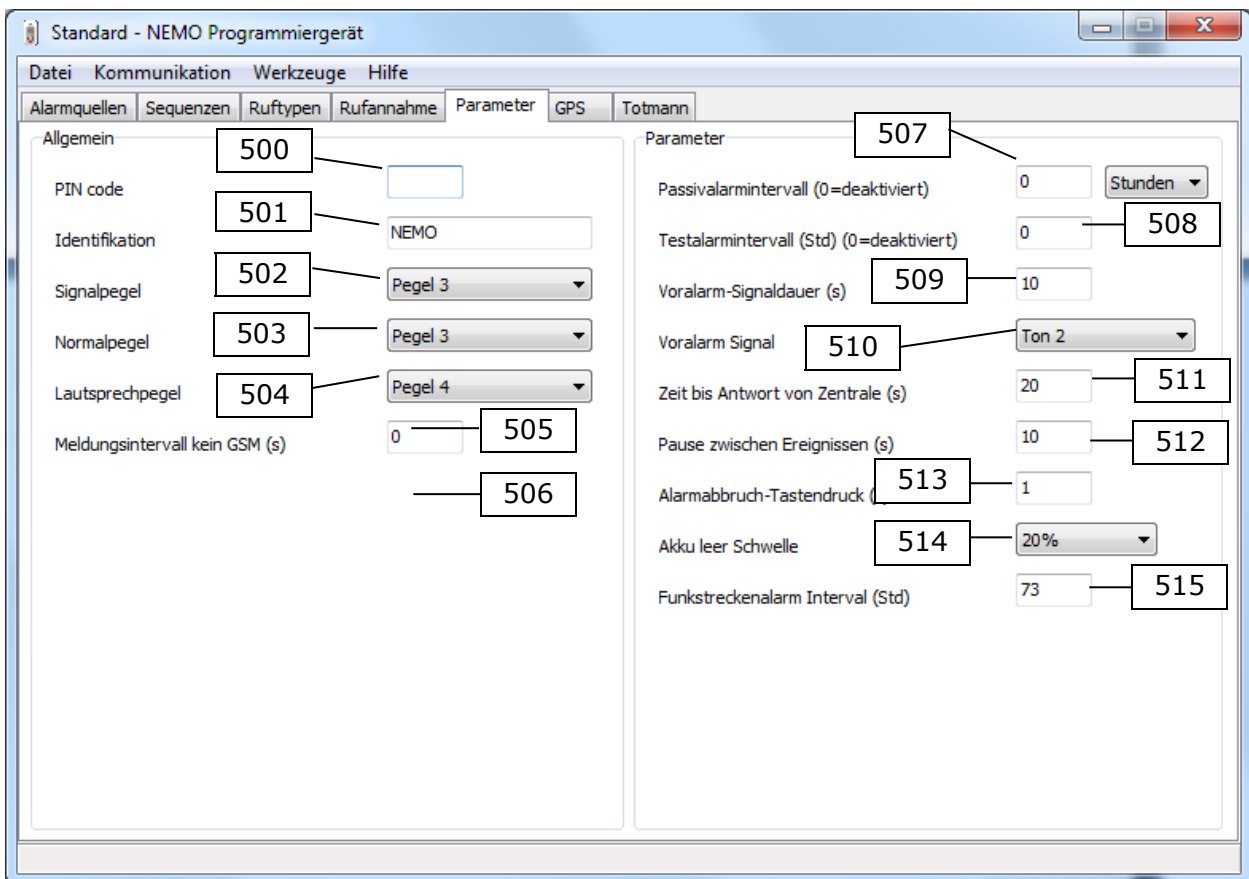 Standard - NEMO Programmiergerät
Datei Kommunikation Werkzeuge Hilfe
Alarmquellen Sequenzen Ruftypen Rufannahme Parameter GPS Totmann
Allgemein
500
PIN code
501
Identifikation NEMO
502
Signalpegel Pegel 3
503
Normalpegel Pegel 3
504
Lautsprechpegel Pegel 4
505
Meldungsintervall kein GSM (s) 0
506
Parameter
507
Passivalarmintervall (0=deaktiviert) 0 Stunden
508
Testalarmintervall (Std) (0=deaktiviert) 0
509
Voralarm-Signaldauer (s) 10
510
Voralarm Signal Ton 2
511
Zeit bis Antwort von Zentrale (s) 20
512
Pause zwischen Ereignissen (s) 10
513
Alarmabbruch-Tastendruck ( 1
514
Akku leer Schwelle 20%
515
Funkstreckenalarm Interval (Std) 73